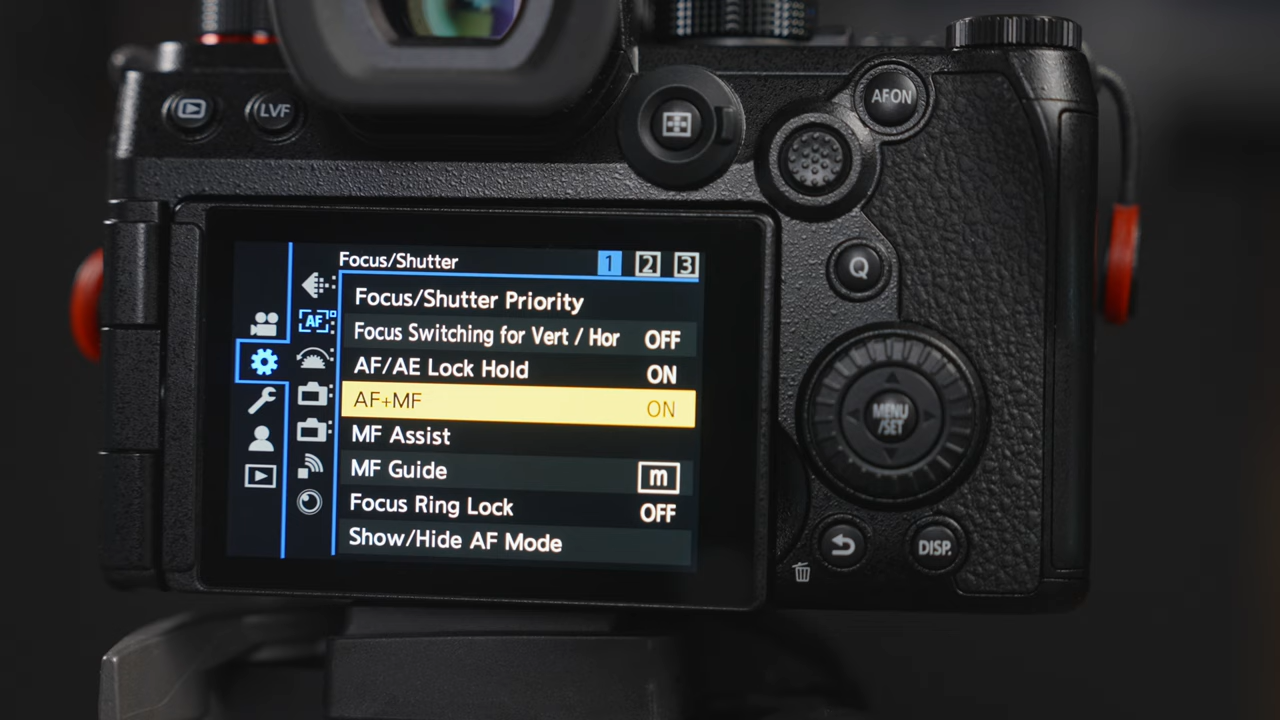 LVF
AF ON
Q
Focus/Shutter 1 2 3
Focus/Shutter Priority
Focus Switching for Vert / Hor OFF
AF/AE Lock Hold ON
AF+MF ON
MF Assist
MF Guide m
Focus Ring Lock OFF
Show/Hide AF Mode
AF
MENU
/SET
DISP.